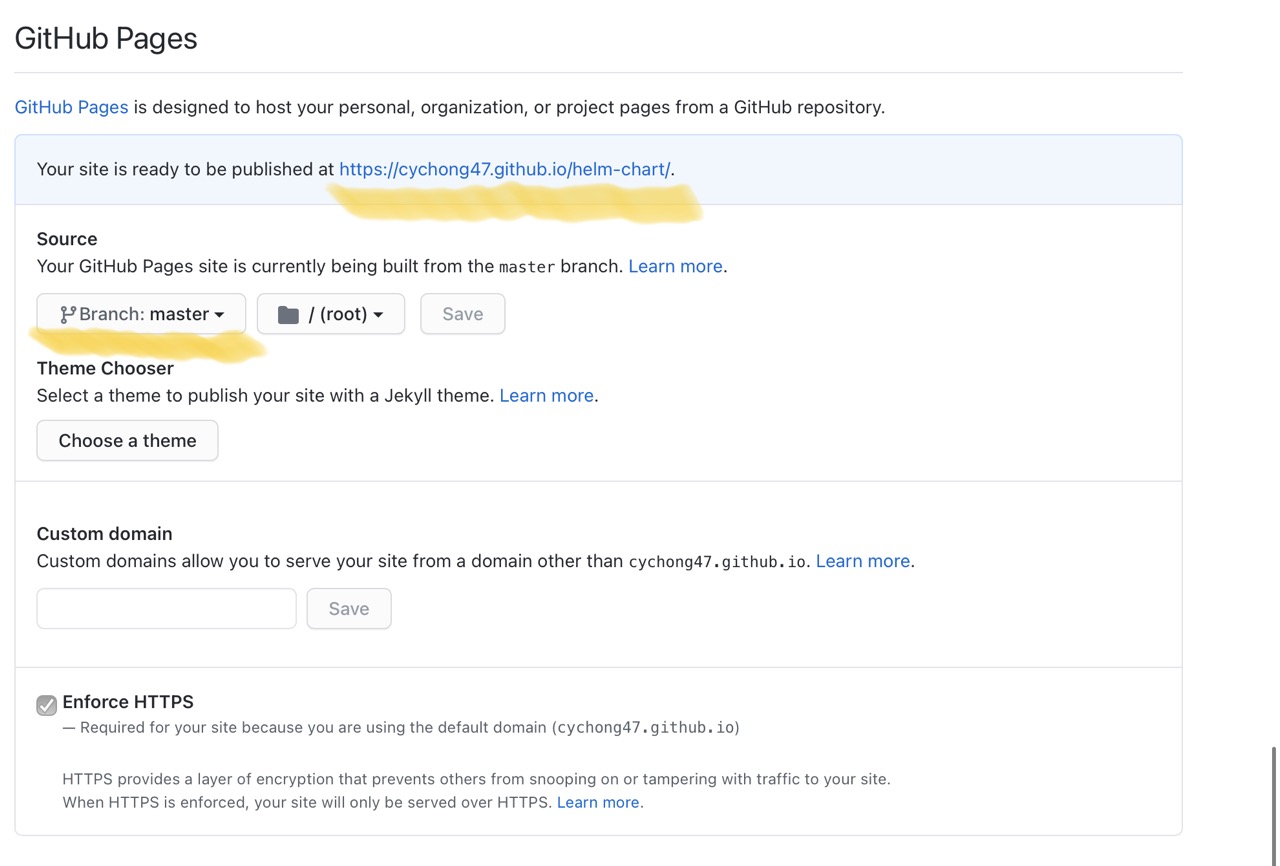 GitHub Pages
GitHub Pages is designed to host your personal, organization, or project pages from a GitHub repository.
Your site is ready to be published at https://cychong47.github.io/helm-chart/.
Source
Your GitHub Pages site is currently being built from the master branch. Learn more.
Branch: master / (root) Save
Theme Chooser
Select a theme to publish your site with a Jekyll theme. Learn more.
Choose a theme
Custom domain
Custom domains allow you to serve your site from a domain other than cychong47.github.io. Learn more.
Save
Enforce HTTPS
— Required for your site because you are using the default domain (cychong47.github.io)
HTTPS provides a layer of encryption that prevents others from snooping on or tampering with traffic to your site.
When HTTPS is enforced, your site will only be served over HTTPS. Learn more.